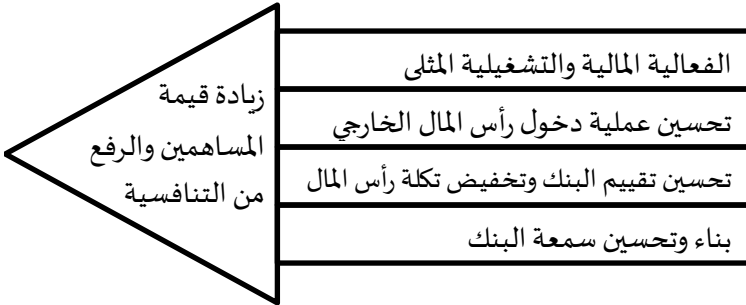 الفعالية المالية والتشغيلية المثلى
تحسين عملية دخول رأس المال الخارجي
تحسين تقييم البنك وتخفيض تكلة رأس المال
بناء وتحسين سمعة البنك
زيادة قيمة
المساهمين والرفع
من التنافسية